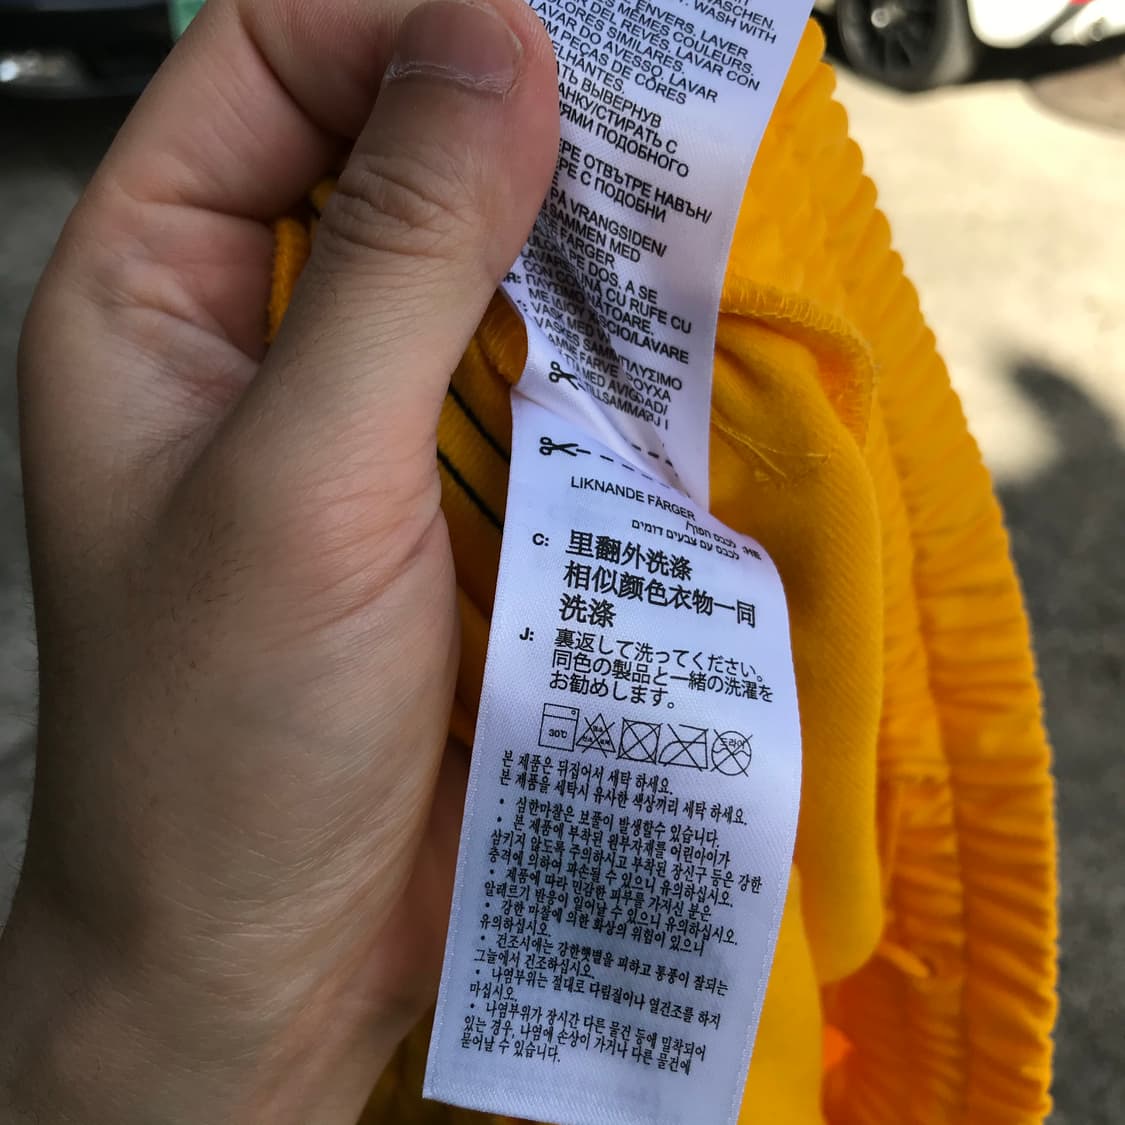 WASCHEN.
WASH WITH
ENVERS, LAVER
MÊMES COULEURS.
DEL REVÉS. LAVAR
COLORES SIMILARES. LAVAR CON
LAVAR DO AVESSO. LAVAR
COM PEÇAS DE CORES
ВЫВЕРНУВ
СТИРАТЬ С
ПОДОБНОГО
ПЕРЕ ОТВЪТРЕ НАВЪН/
ПЕРЕ С ПОДОБНИ
PÅ VRANGSIDEN/
SAMMEN MED
FARGER
PE DOS, A SE
CU RUFE CU
LAVARE
VASK MED
FARVE
MED AVIGD
LIKNANDE FÄRGER
לכבס הפוך/
לכבס עם צבעים דומים
C: 里翻外洗涤
相似颜色衣物一同
洗涤
J: 裏返して洗ってください。
同色の製品と一緒の洗濯を
お勧めします。
30℃ 드라이
본 제품은 뒤집어서 세탁 하세요.
본 제품을 세탁시 유사한 색상끼리 세탁 하세요.
• 심한마찰은 보풀이 발생할수 있습니다.
• 본 제품에 부착된 원부자재를 어린아이가
삼키지 않도록 주의하시고 부착된 장신구 등은 강한
충격에 의하여 파손될 수 있으니 유의하십시오.
• 제품에 따라 민감한 피부를 가지신 분은
알레르기 반응이 일어날 수 있으니 유의하십시오.
• 강한 마찰에 의한 화상의 위험이 있으니
유의하십시오
• 건조시에는 강한햇볕을 피하고 통풍이 잘되는
그늘에서 건조하십시오.
• 나염부위는 절대로 다림질이나 열건조를 하지
마십시오.
• 나염부위가 장시간 다른 물건 등에 밀착되어
있는 경우, 나염에 손상이 가거나 다른 물건에
묻어날 수 있습니다.